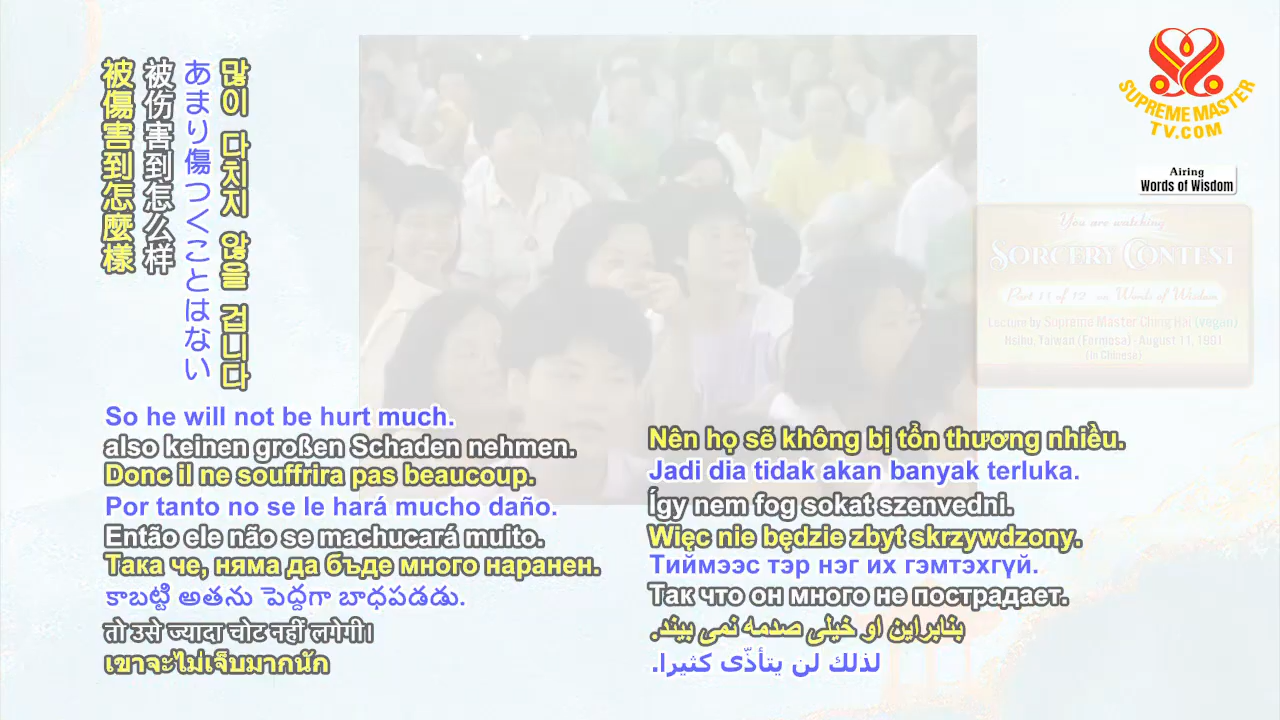 被傷害到怎麼樣
被伤害到怎么样
あまり傷つくことはない
많이 다치지 않을 겁니다
So he will not be hurt much.
also keinen großen Schaden nehmen.
Donc il ne souffrira pas beaucoup.
Por tanto no se le hará mucho daño.
Então ele não se machucará muito.
Така че, няма да бъде много наранен.
కాబట్టి అతను పెద్దగా బాధపడడు.
तो उसे ज्यादा चोट नहीं लगेगी।
เขาจะไม่เจ็บมากนัก
Nên họ sẽ không bị tổn thương nhiều.
Jadi dia tidak akan banyak terluka.
Így nem fog sokat szenvedni.
Więc nie będzie zbyt skrzywdzony.
Тиймээс тэр нэг их гэмтэхгүй.
Так что он много не пострадает.
بنابراین او خیلی صدمه نمی بیند.
لذلك لن يتأذّى كثيرا.
SUPREME MASTER
TV.COM
Airing
Words of Wisdom
You are watching
SORCERY CONTEST
Part 11 of 12 on Words of Wisdom
Lecture by Supreme Master Ching Hai (vegan)
Hsihu, Taiwan (Formosa) - August 11, 1991
(in Chinese)